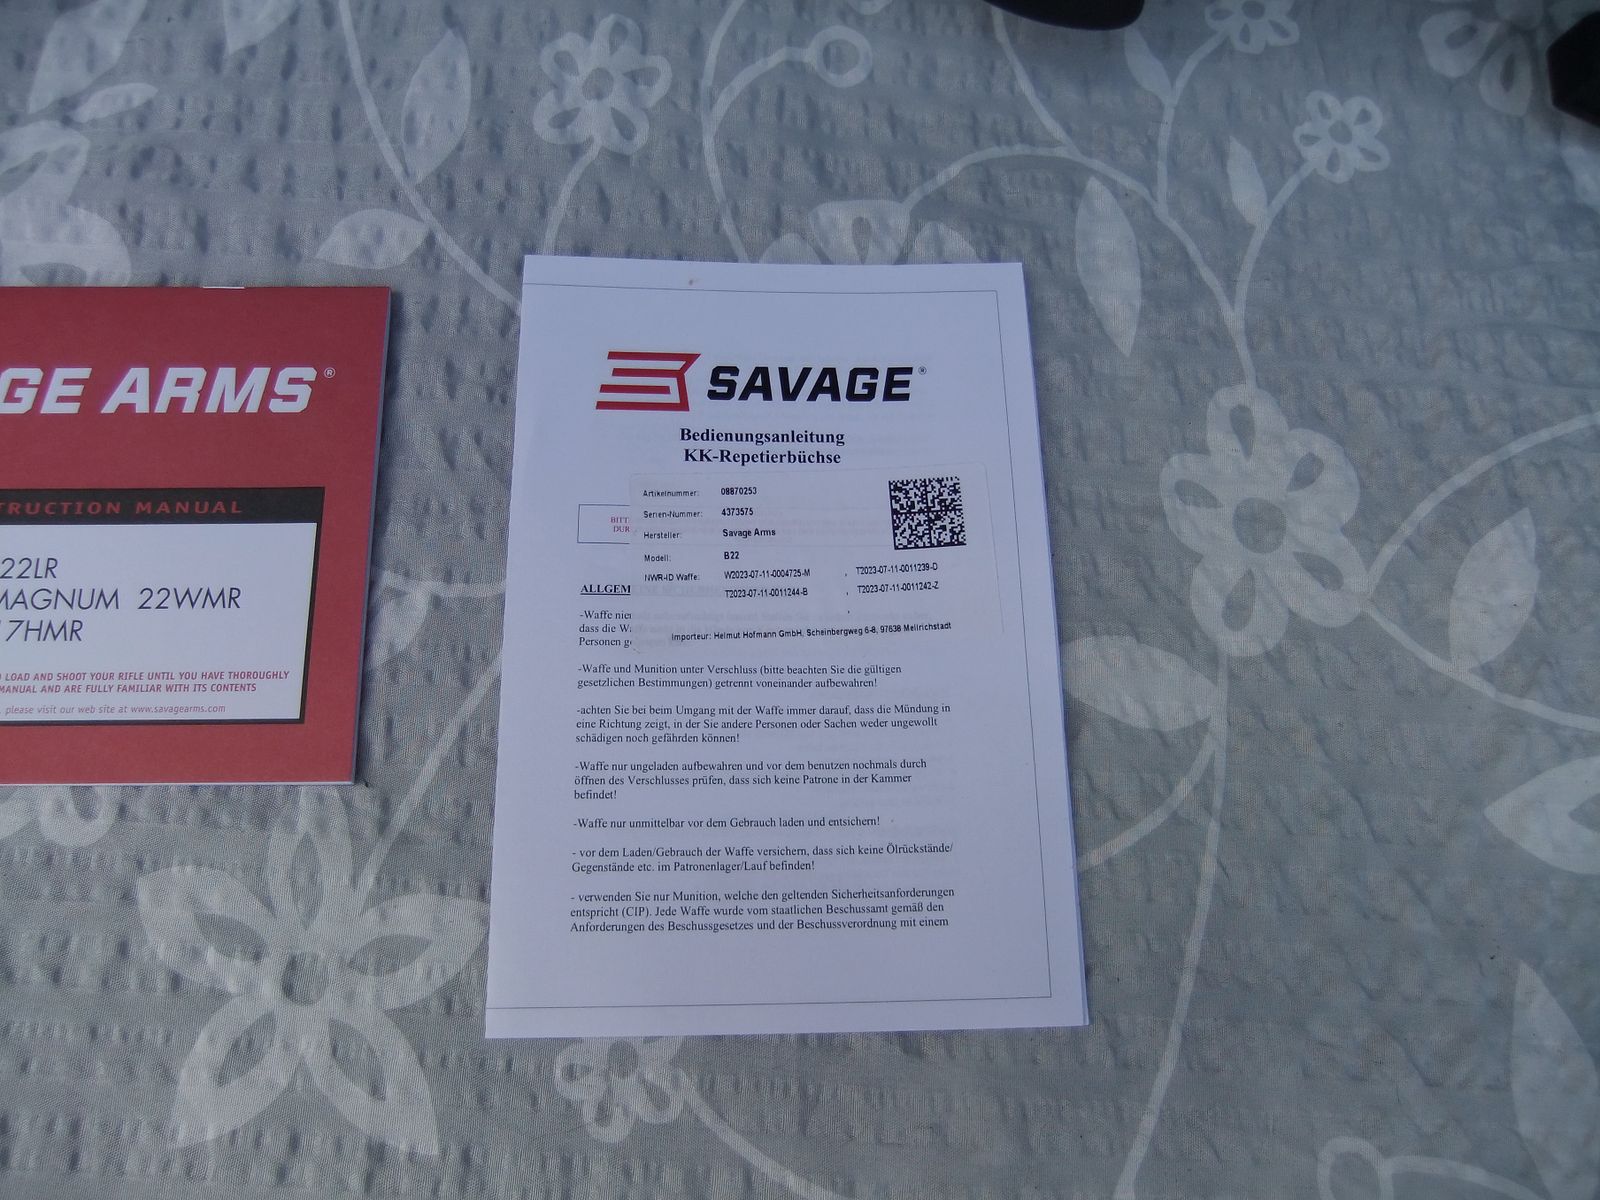 GE ARMS®
TRUCTION MANUAL
22LR
MAGNUM 22WMR
17HMR
LOAD AND SHOOT YOUR RIFLE UNTIL YOU HAVE THOROUGHLY
MANUAL AND ARE FULLY FAMILIAR WITH ITS CONTENTS
please visit our web site at www.savagearms.com
SAVAGE®
Bedienungsanleitung
KK-Repetierbüchse
BITT
DUR
Artikelnummer: 08870253
Serien-Nummer: 4373575
Hersteller: Savage Arms
Modell: B22
NWR-ID Waffe: W2023-07-11-0004725-M , T2023-07-11-0011239-D
T2023-07-11-0011244-B , T2023-07-11-0011242-Z
Importeur: Helmut Hofmann GmbH, Scheinbergweg 6-8, 97638 Mellrichstadt
ALLGEM
-Waffe nie
dass die W
Personen g
-Waffe und Munition unter Verschluss (bitte beachten Sie die gültigen
gesetzlichen Bestimmungen) getrennt voneinander aufbewahren!
-achten Sie bei beim Umgang mit der Waffe immer darauf, dass die Mündung in
eine Richtung zeigt, in der Sie andere Personen oder Sachen weder ungewollt
schädigen noch gefährden können!
-Waffe nur ungeladen aufbewahren und vor dem benutzen nochmals durch
öffnen des Verschlusses prüfen, dass sich keine Patrone in der Kammer
befindet!
-Waffe nur unmittelbar vor dem Gebrauch laden und entsichern!
- vor dem Laden/Gebrauch der Waffe versichern, dass sich keine Ölrückstände/
Gegenstände etc. im Patronenlager/Lauf befinden!
- verwenden Sie nur Munition, welche den geltenden Sicherheitsanforderungen
entspricht (CIP). Jede Waffe wurde vom staatlichen Beschussamt gemäß den
Anforderungen des Beschussgesetzes und der Beschussverordnung mit einem